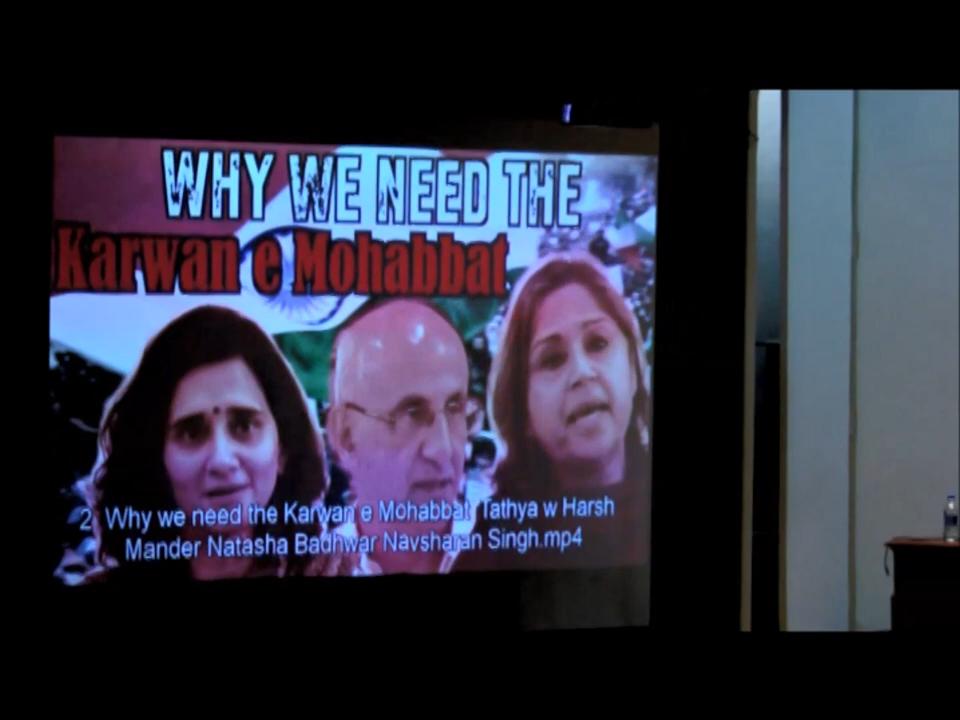 WHY WE NEED THE
Karwan e Mohabbat
2 Why we need the Karwan e Mohabbat Tathya w Harsh
Mander Natasha Badhwar Navsharan Singh.mp4